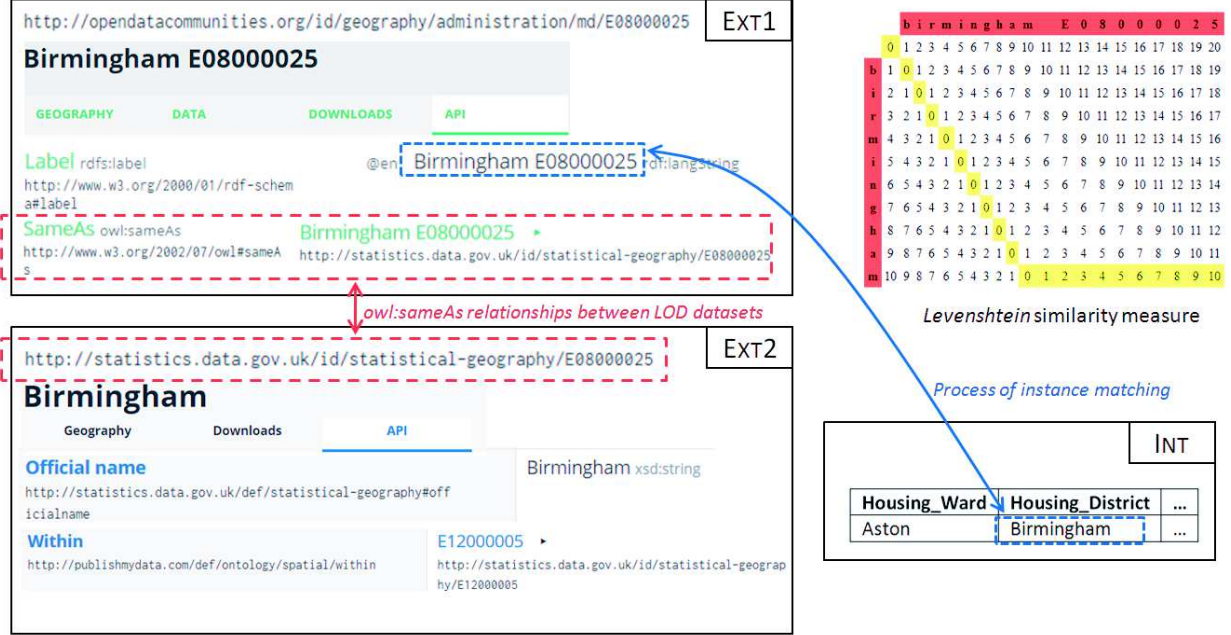 http://opendatacommunities.org/id/geography/administration/md/E08000025
EXT1
Birmingham E08000025
GEOGRAPHY DATA DOWNLOADS API
Label rdfs:label
@en Birmingham E08000025 rdf:langString
http://www.w3.org/2000/01/rdf-schem
a#label
SameAs owl:sameAs
Birmingham E08000025
http://www.w3.org/2002/07/owl#sameA
s
http://statistics.data.gov.uk/id/statistical-geography/E08000025
owl:sameAs relationships between LOD datasets
http://statistics.data.gov.uk/id/statistical-geography/E08000025
EXT2
Birmingham
Geography Downloads API
Official name
Birmingham xsd:string
http://statistics.data.gov.uk/def/statistical-geography#off
icialname
Within
E12000005
http://publishmydata.com/def/ontology/spatial/within
http://statistics.data.gov.uk/id/statistical-geograp
hy/E12000005
b i r m i n g h a m E 0 8 0 0 0 0 2 5
0 1 2 3 4 5 6 7 8 9 10 11 12 13 14 15 16 17 18 19 20
b 1 0 1 2 3 4 5 6 7 8 9 10 11 12 13 14 15 16 17 18 19
i 2 1 0 1 2 3 4 5 6 7 8 9 10 11 12 13 14 15 16 17 18
r 3 2 1 0 1 2 3 4 5 6 7 8 9 10 11 12 13 14 15 16 17
m 4 3 2 1 0 1 2 3 4 5 6 7 8 9 10 11 12 13 14 15 16
i 5 4 3 2 1 0 1 2 3 4 5 6 7 8 9 10 11 12 13 14 15
n 6 5 4 3 2 1 0 1 2 3 4 5 6 7 8 9 10 11 12 13 14
g 7 6 5 4 3 2 1 0 1 2 3 4 5 6 7 8 9 10 11 12 13
h 8 7 6 5 4 3 2 1 0 1 2 3 4 5 6 7 8 9 10 11 12
a 9 8 7 6 5 4 3 2 1 0 1 2 3 4 5 6 7 8 9 10 11
m 10 9 8 7 6 5 4 3 2 1 0 1 2 3 4 5 6 7 8 9 10
Levenshtein similarity measure
Process of instance matching
INT
Housing_Ward Housing_District ...
Aston Birmingham ...